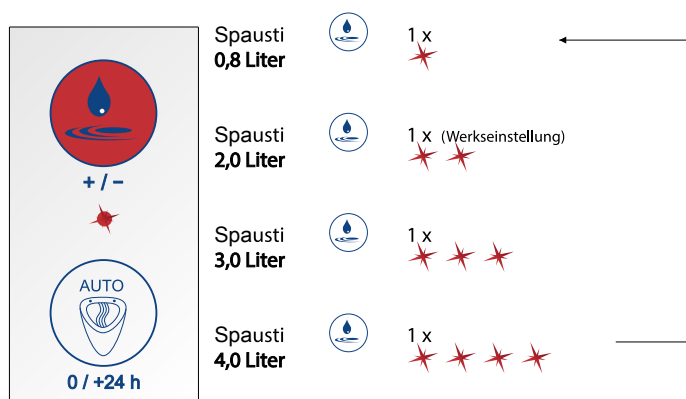 + / −
AUTO
0 / +24 h
Spausti 1 x
0,8 Liter
Spausti 1 x (Werkseinstellung)
2,0 Liter
Spausti 1 x
3,0 Liter
Spausti 1 x
4,0 Liter